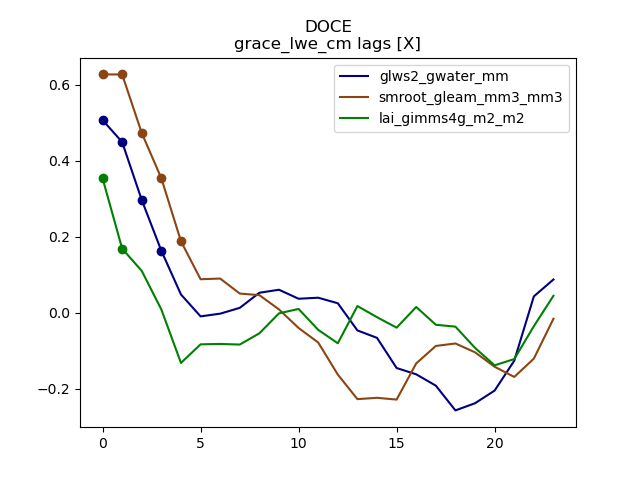 DOCE
grace_lwe_cm lags [X]
glws2_gwater_mm
smroot_gleam_mm3_mm3
lai_gimms4g_m2_m2
0.6
0.4
0.2
0.0
−0.2
0 5 10 15 20